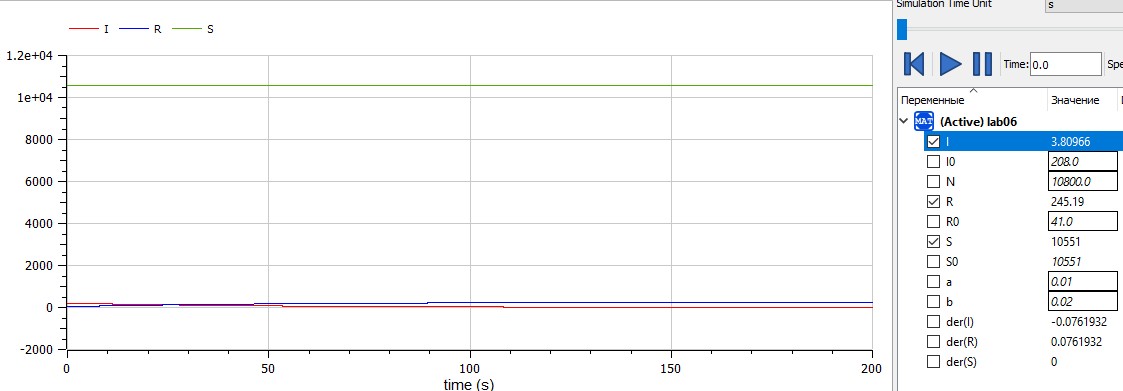 Simulation Time Unit
s
Time: 0.0
Spe
Переменные
Значение
(Active) lab06
MAT
I 3.80966
I0 208.0
N 10800.0
R 245.19
R0 41.0
S 10551
S0 10551
a 0.01
b 0.02
der(I) -0.0761932
der(R) 0.0761932
der(S) 0
I R S
1.2e+04
1e+04
8000
6000
4000
2000
0
-2000
0 50 100 150 200
time (s)